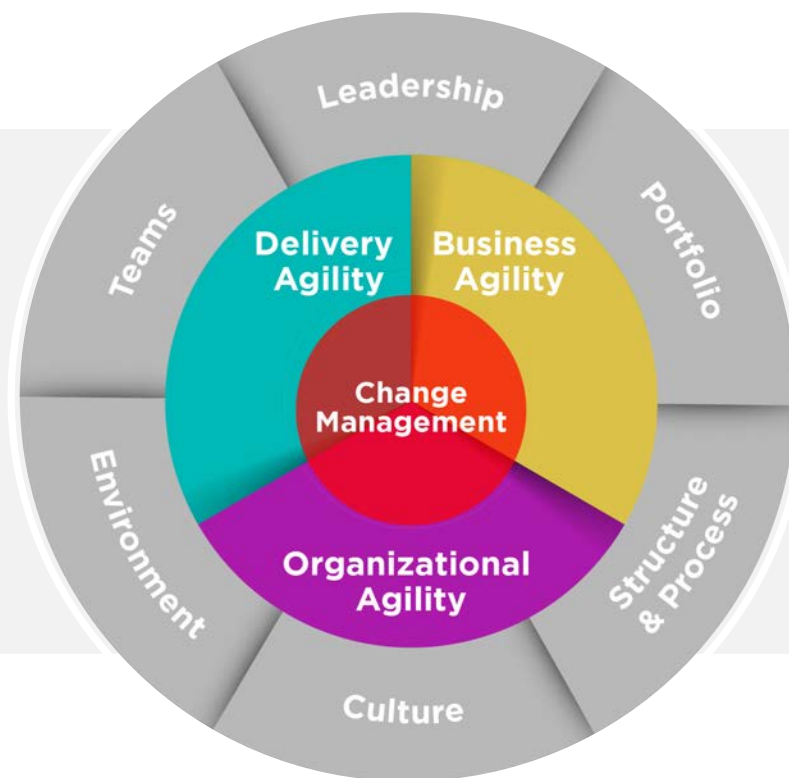 Leadership
Portfolio
Structure
& Process
Culture
Environment
Teams
Delivery
Agility
Business
Agility
Organizational
Agility
Change
Management